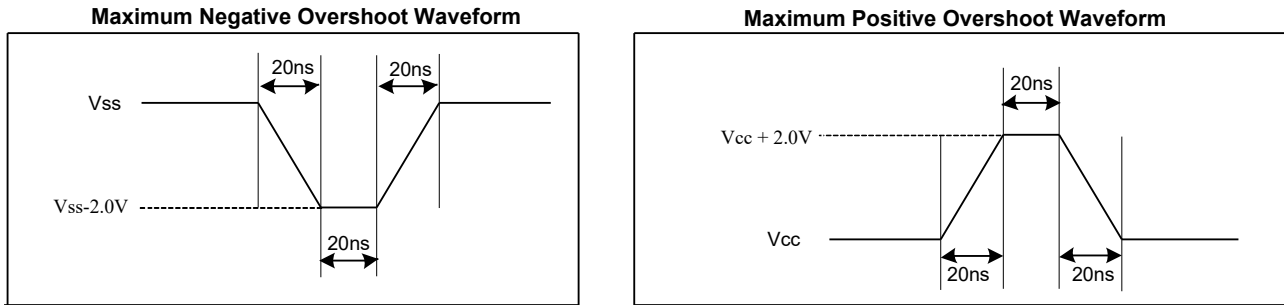 Maximum Negative Overshoot Waveform
20ns 20ns
Vss
Vss-2.0V
20ns
Maximum Positive Overshoot Waveform
20ns
Vcc + 2.0V
Vcc
20ns 20ns